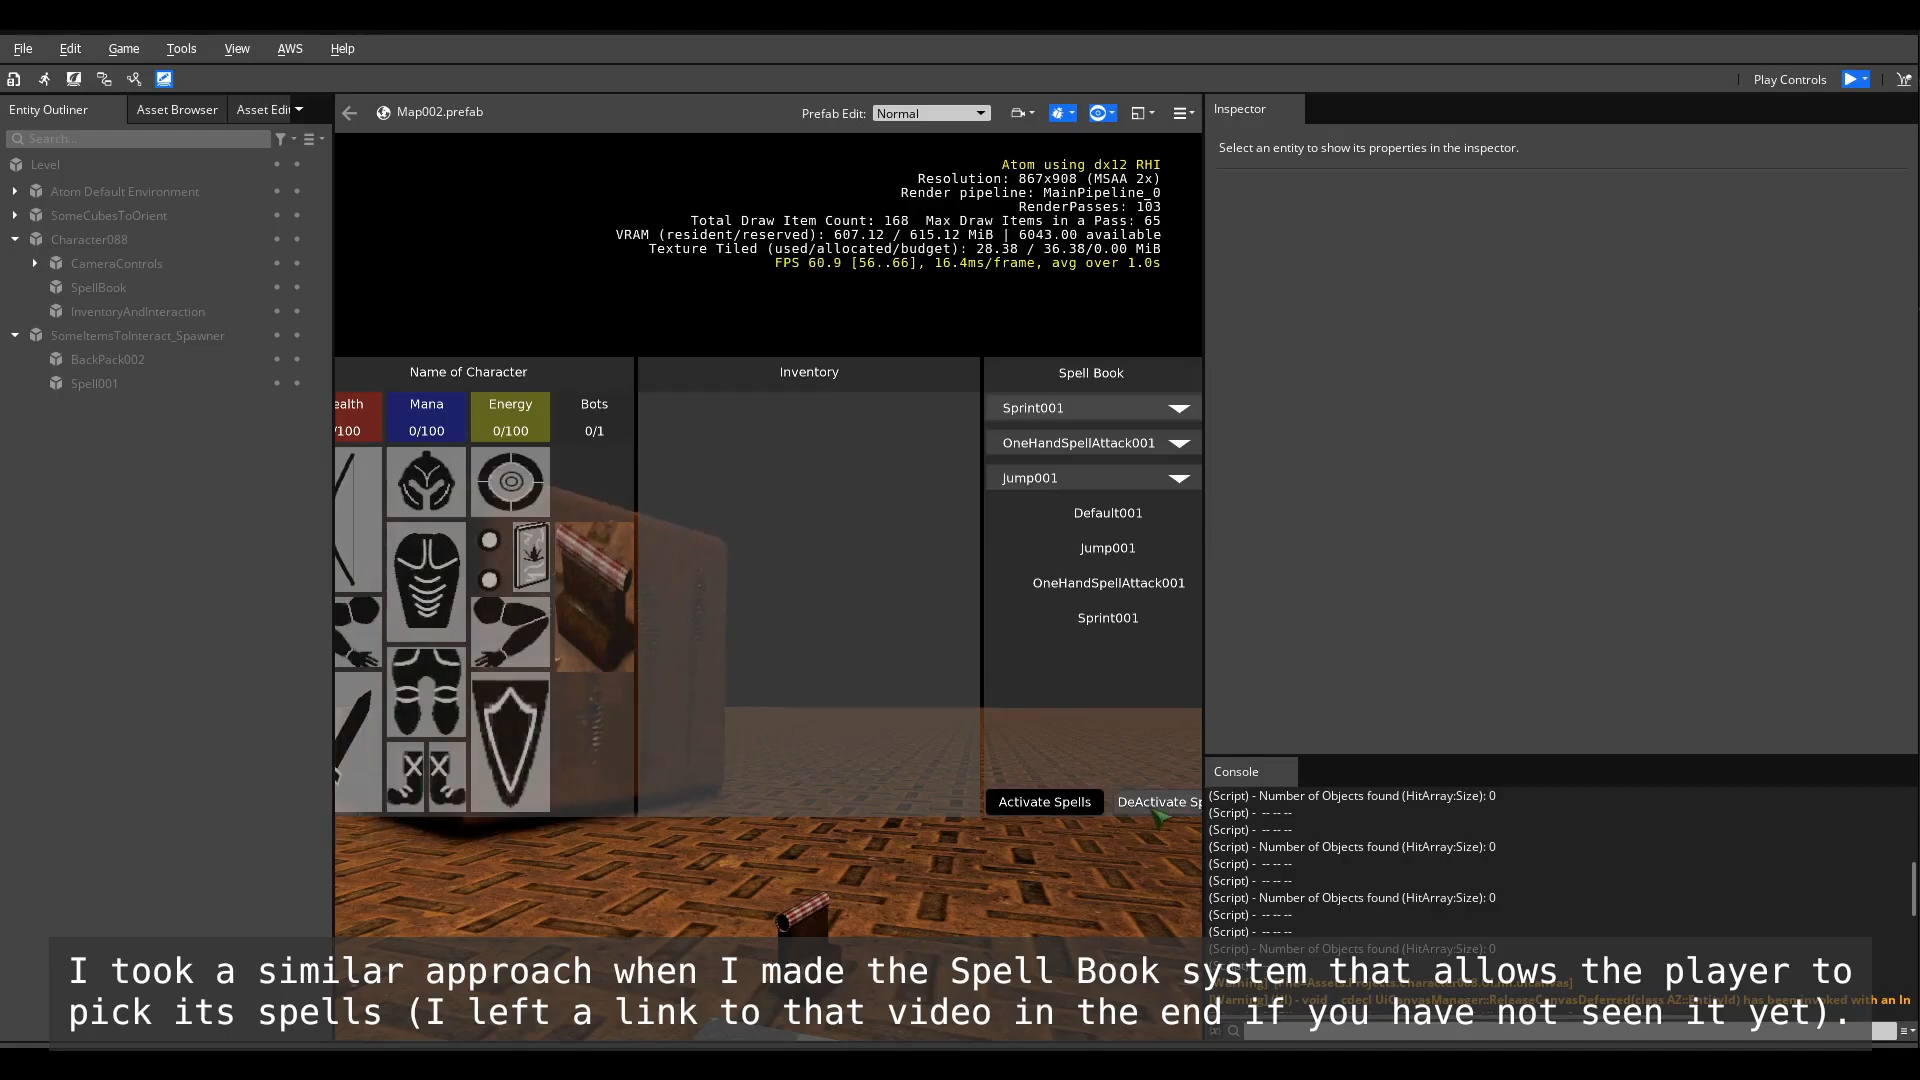 File Edit Game Tools View AWS Help
Play Controls
Entity Outliner Asset Browser Asset Edit
Search...
Level
Atom Default Environment
SomeCubesToOrient
Character088
CameraControls
SpellBook
InventoryAndInteraction
SomeItemsToInteract_Spawner
BackPack002
Spell001
Map002.prefab
Prefab Edit: Normal
Atom using dx12 RHI
Resolution: 867x908 (MSAA 2x)
Render pipeline: MainPipeline_0
RenderPasses: 103
Total Draw Item Count: 168 Max Draw Items in a Pass: 65
VRAM (resident/reserved): 607.12 / 615.12 MiB | 6043.00 available
Texture Tiled (used/allocated/budget): 28.38 / 36.38/0.00 MiB
FPS 60.9 [56..66], 16.4ms/frame, avg over 1.0s
Name of Character
ealth Mana Energy Bots
/100 0/100 0/100 0/1
Inventory
Spell Book
Sprint001
OneHandSpellAttack001
Jump001
Default001
Jump001
OneHandSpellAttack001
Sprint001
Activate Spells DeActivate Sp
Inspector
Select an entity to show its properties in the inspector.
Console
(Script) - Number of Objects found (HitArray:Size): 0
(Script) - -- -- --
(Script) - -- -- --
(Script) - Number of Objects found (HitArray:Size): 0
(Script) - -- -- --
(Script) - -- -- --
(Script) - Number of Objects found (HitArray:Size): 0
(Script) - -- -- --
(Script) - -- -- --
(Script) - Number of Objects found (HitArray:Size): 0
I took a similar approach when I made the Spell Book system that allows the player to
pick its spells (I left a link to that video in the end if you have not seen it yet).